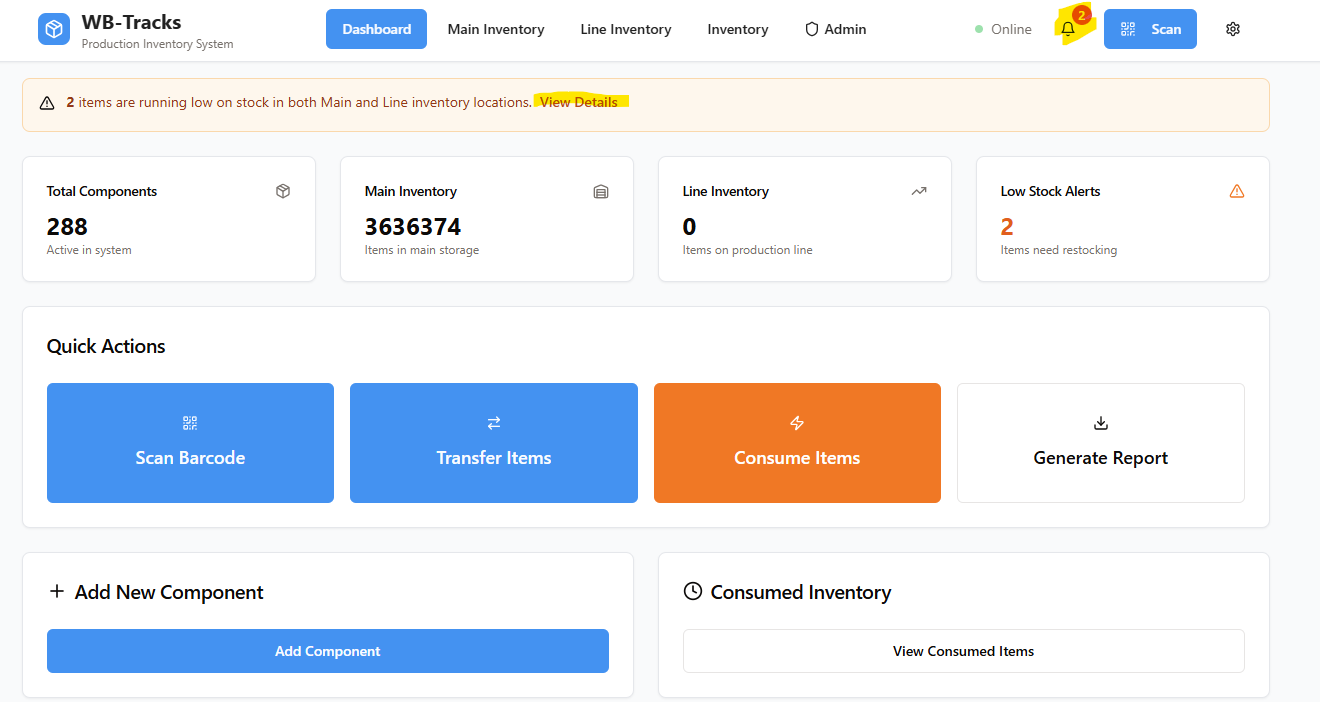 WB-Tracks
Production Inventory System
Dashboard
Main Inventory
Line Inventory
Inventory
Admin
Online
2
Scan
2 items are running low on stock in both Main and Line inventory locations. View Details
Total Components
288
Active in system
Main Inventory
3636374
Items in main storage
Line Inventory
0
Items on production line
Low Stock Alerts
2
Items need restocking
Quick Actions
Scan Barcode
Transfer Items
Consume Items
Generate Report
Add New Component
Add Component
Consumed Inventory
View Consumed Items